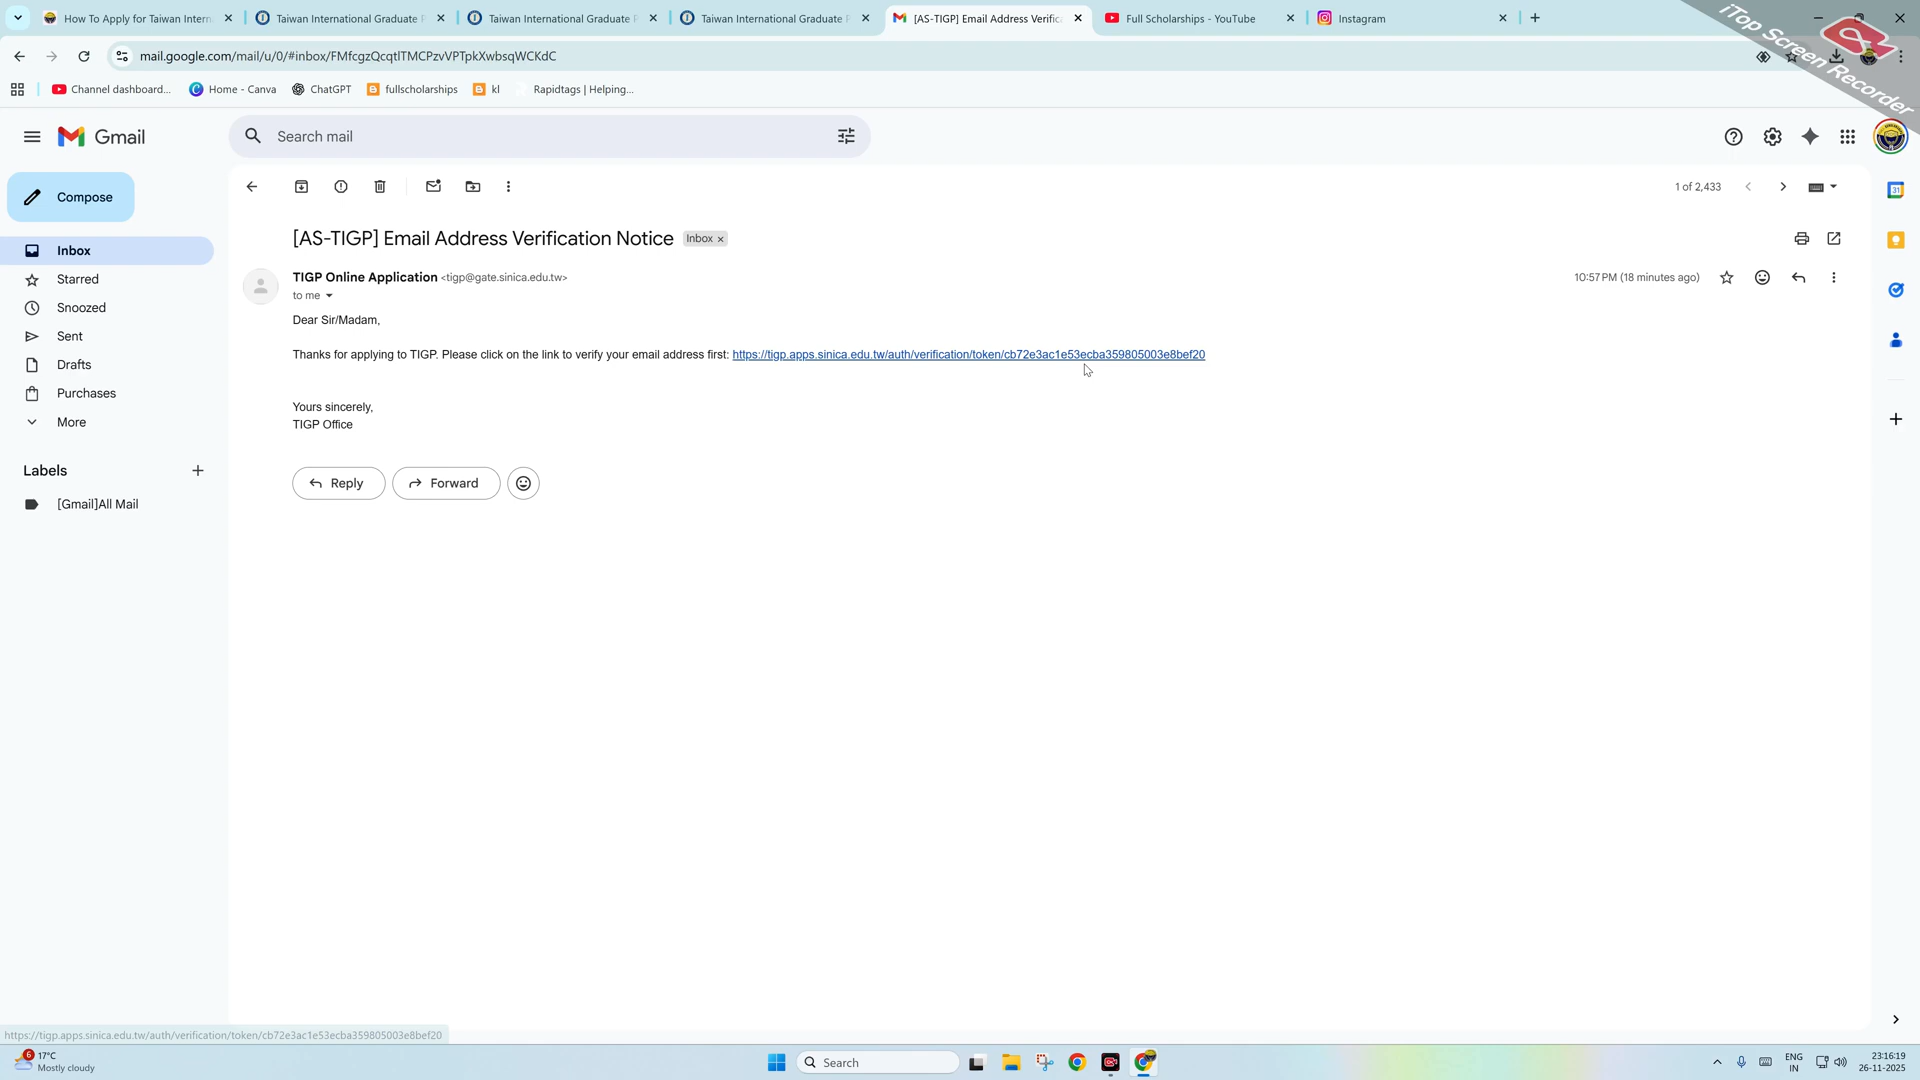 How To Apply for Taiwan Intern
Taiwan International Graduate P
Taiwan International Graduate P
Taiwan International Graduate P
[AS-TIGP] Email Address Verific
Full Scholarships - YouTube
Instagram
iTop Screen Recorder
mail.google.com/mail/u/0/#inbox/FMfcgzQcqtlTMCPzvVPTpkXwbsqWCKdC
Channel dashboard...
Home - Canva
ChatGPT
fullscholarships
kl
Rapidtags | Helping...
Gmail
Search mail
Compose
1 of 2,433
[AS-TIGP] Email Address Verification Notice
Inbox
Inbox
Starred
Snoozed
Sent
Drafts
Purchases
More
Labels
[Gmail]All Mail
TIGP Online Application <tigp@gate.sinica.edu.tw>
10:57 PM (18 minutes ago)
to me
Dear Sir/Madam,
Thanks for applying to TIGP. Please click on the link to verify your email address first: https://tigp.apps.sinica.edu.tw/auth/verification/token/cb72e3ac1e53ecba359805003e8bef20
Yours sincerely,
TIGP Office
Reply
Forward
31
https://tigp.apps.sinica.edu.tw/auth/verification/token/cb72e3ac1e53ecba359805003e8bef20
6
17°C
Mostly cloudy
Search
ENG
IN
23:16:19
26-11-2025